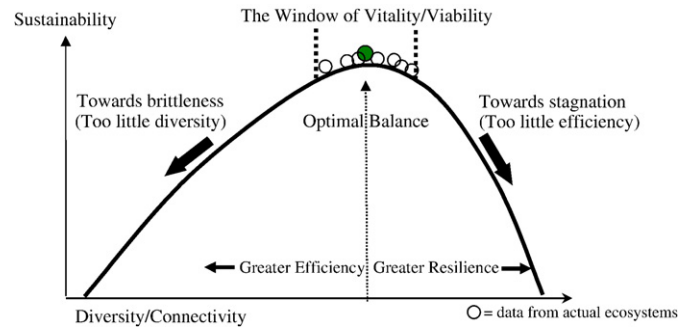 Sustainability
The Window of Vitality/Viability
Towards brittleness
(Too little diversity)
Optimal Balance
Towards stagnation
(Too little efficiency)
Greater Efficiency
Greater Resilience
Diversity/Connectivity
= data from actual ecosystems